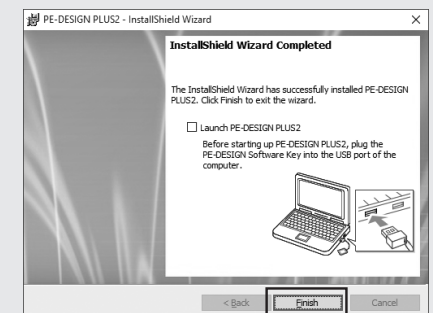 PE-DESIGN PLUS2 - InstallShield Wizard
InstallShield Wizard Completed
The InstallShield Wizard has successfully installed PE-DESIGN
PLUS2. Click Finish to exit the wizard.
Launch PE-DESIGN PLUS2
Before starting up PE-DESIGN PLUS2, plug the
PE-DESIGN Software Key into the USB port of the
computer.
< Back
Finish
Cancel